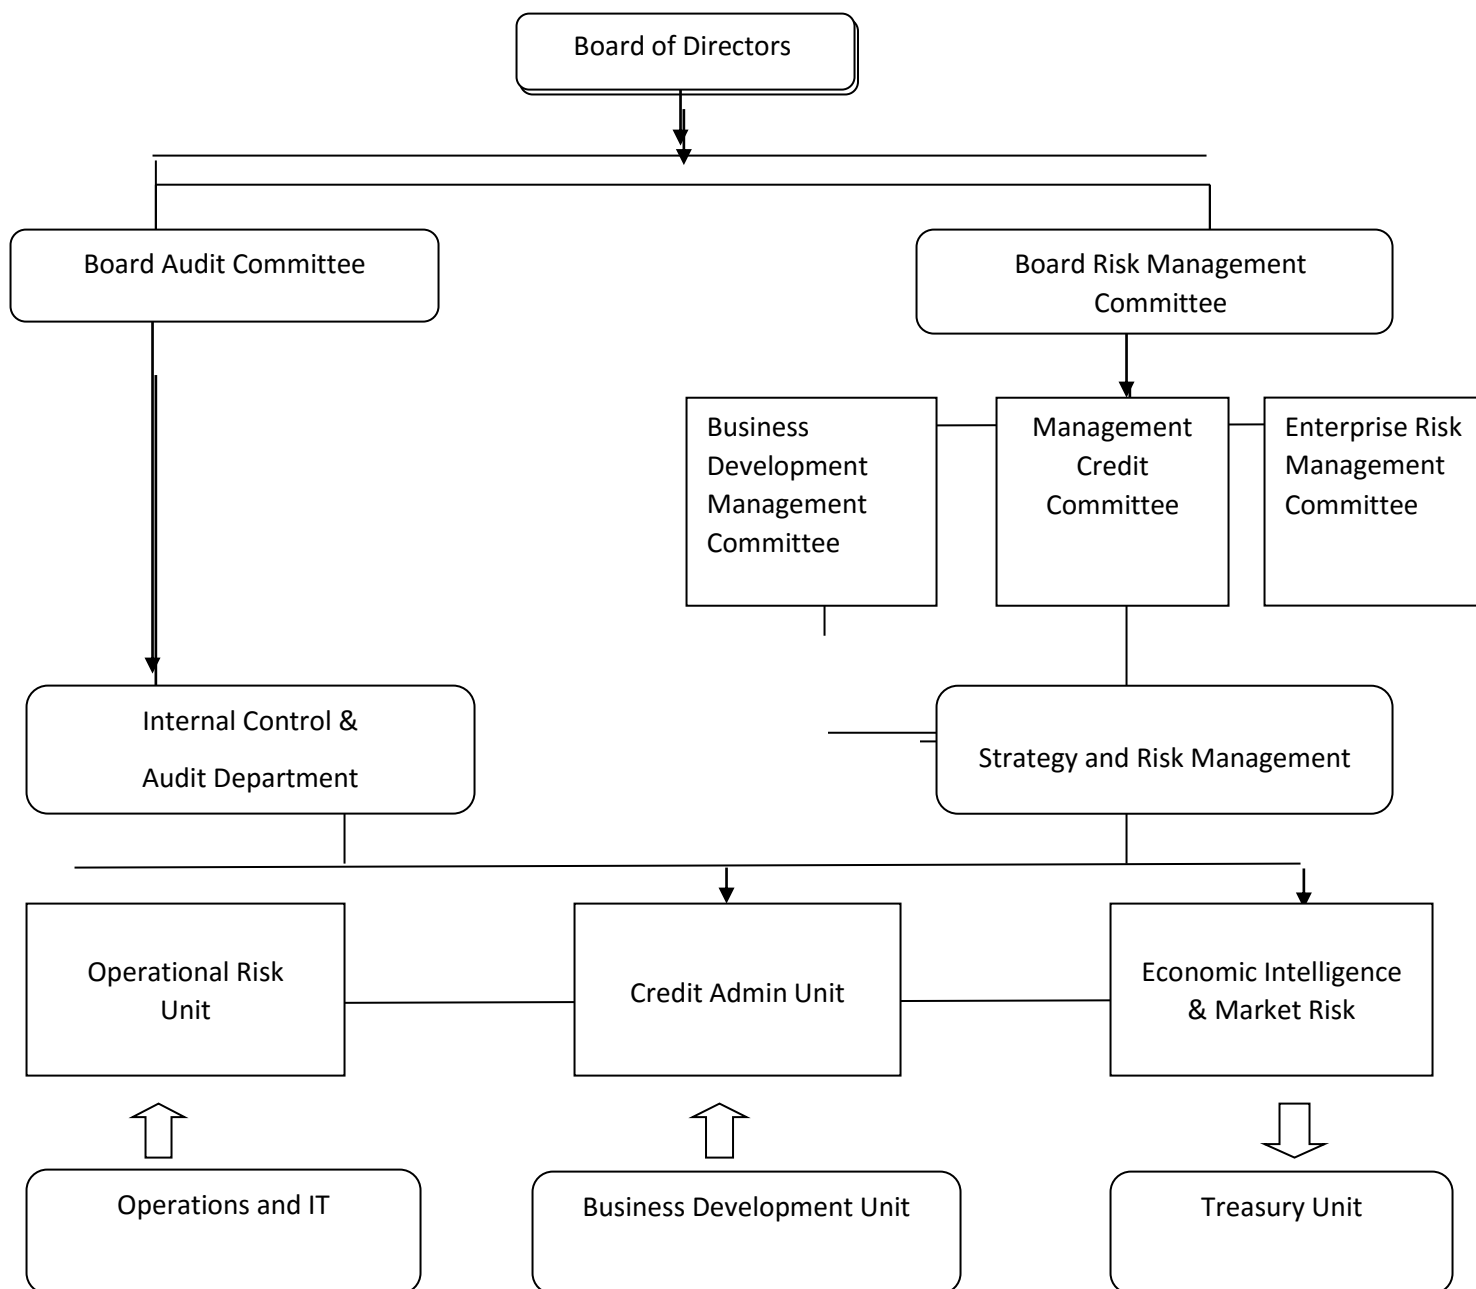 Board of Directors
Board Audit Committee
Board Risk Management
Committee
Business
Development
Management
Committee
Management
Credit
Committee
Enterprise Risk
Management
Committee
Internal Control &
Audit Department
Strategy and Risk Management
Operational Risk
Unit
Credit Admin Unit
Economic Intelligence
& Market Risk
Operations and IT
Business Development Unit
Treasury Unit